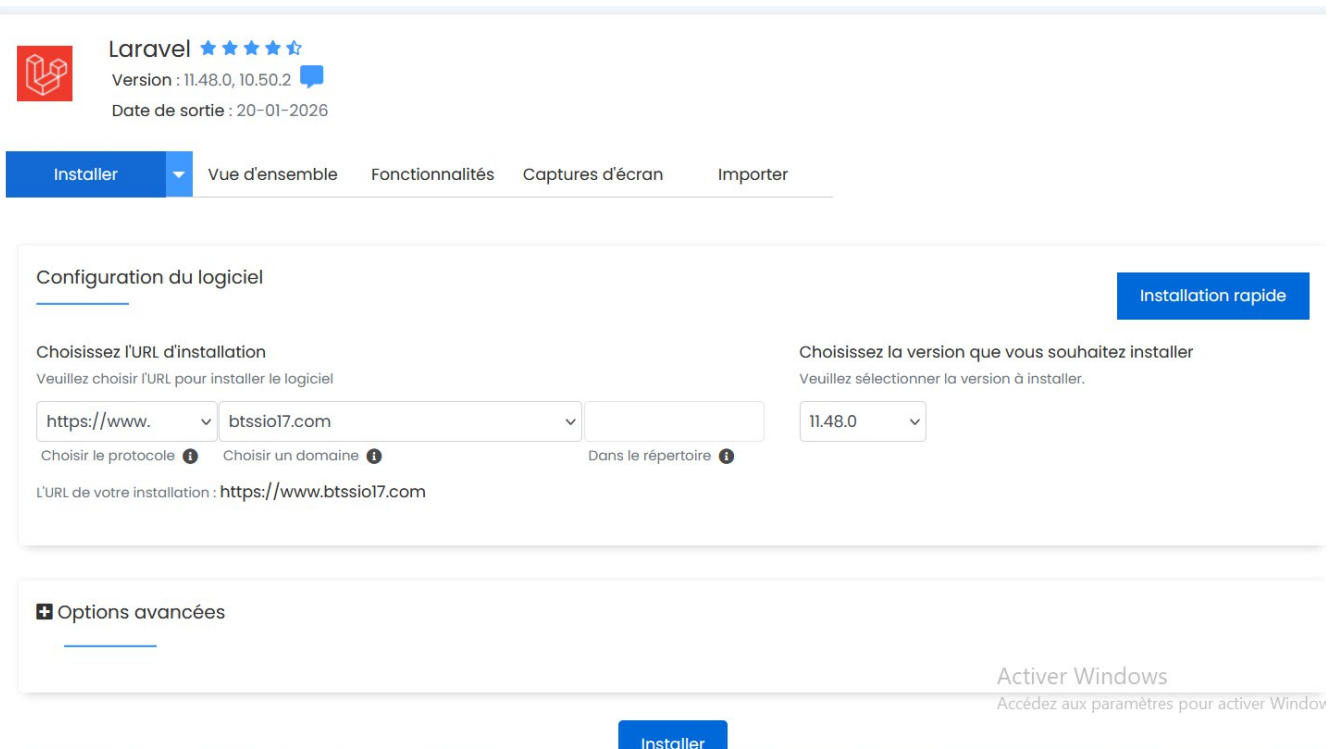 Laravel
Version : 11.48.0, 10.50.2
Date de sortie : 20-01-2026
Installer Vue d'ensemble Fonctionnalités Captures d'écran Importer
Configuration du logiciel
Installation rapide
Choisissez l'URL d'installation
Veuillez choisir l'URL pour installer le logiciel
https://www. btssio17.com
Choisir le protocole Choisir un domaine Dans le répertoire
L'URL de votre installation : https://www.btssio17.com
Choisissez la version que vous souhaitez installer
Veuillez sélectionner la version à installer.
11.48.0
Options avancées
Activer Windows
Accédez aux paramètres pour activer Window
Installer